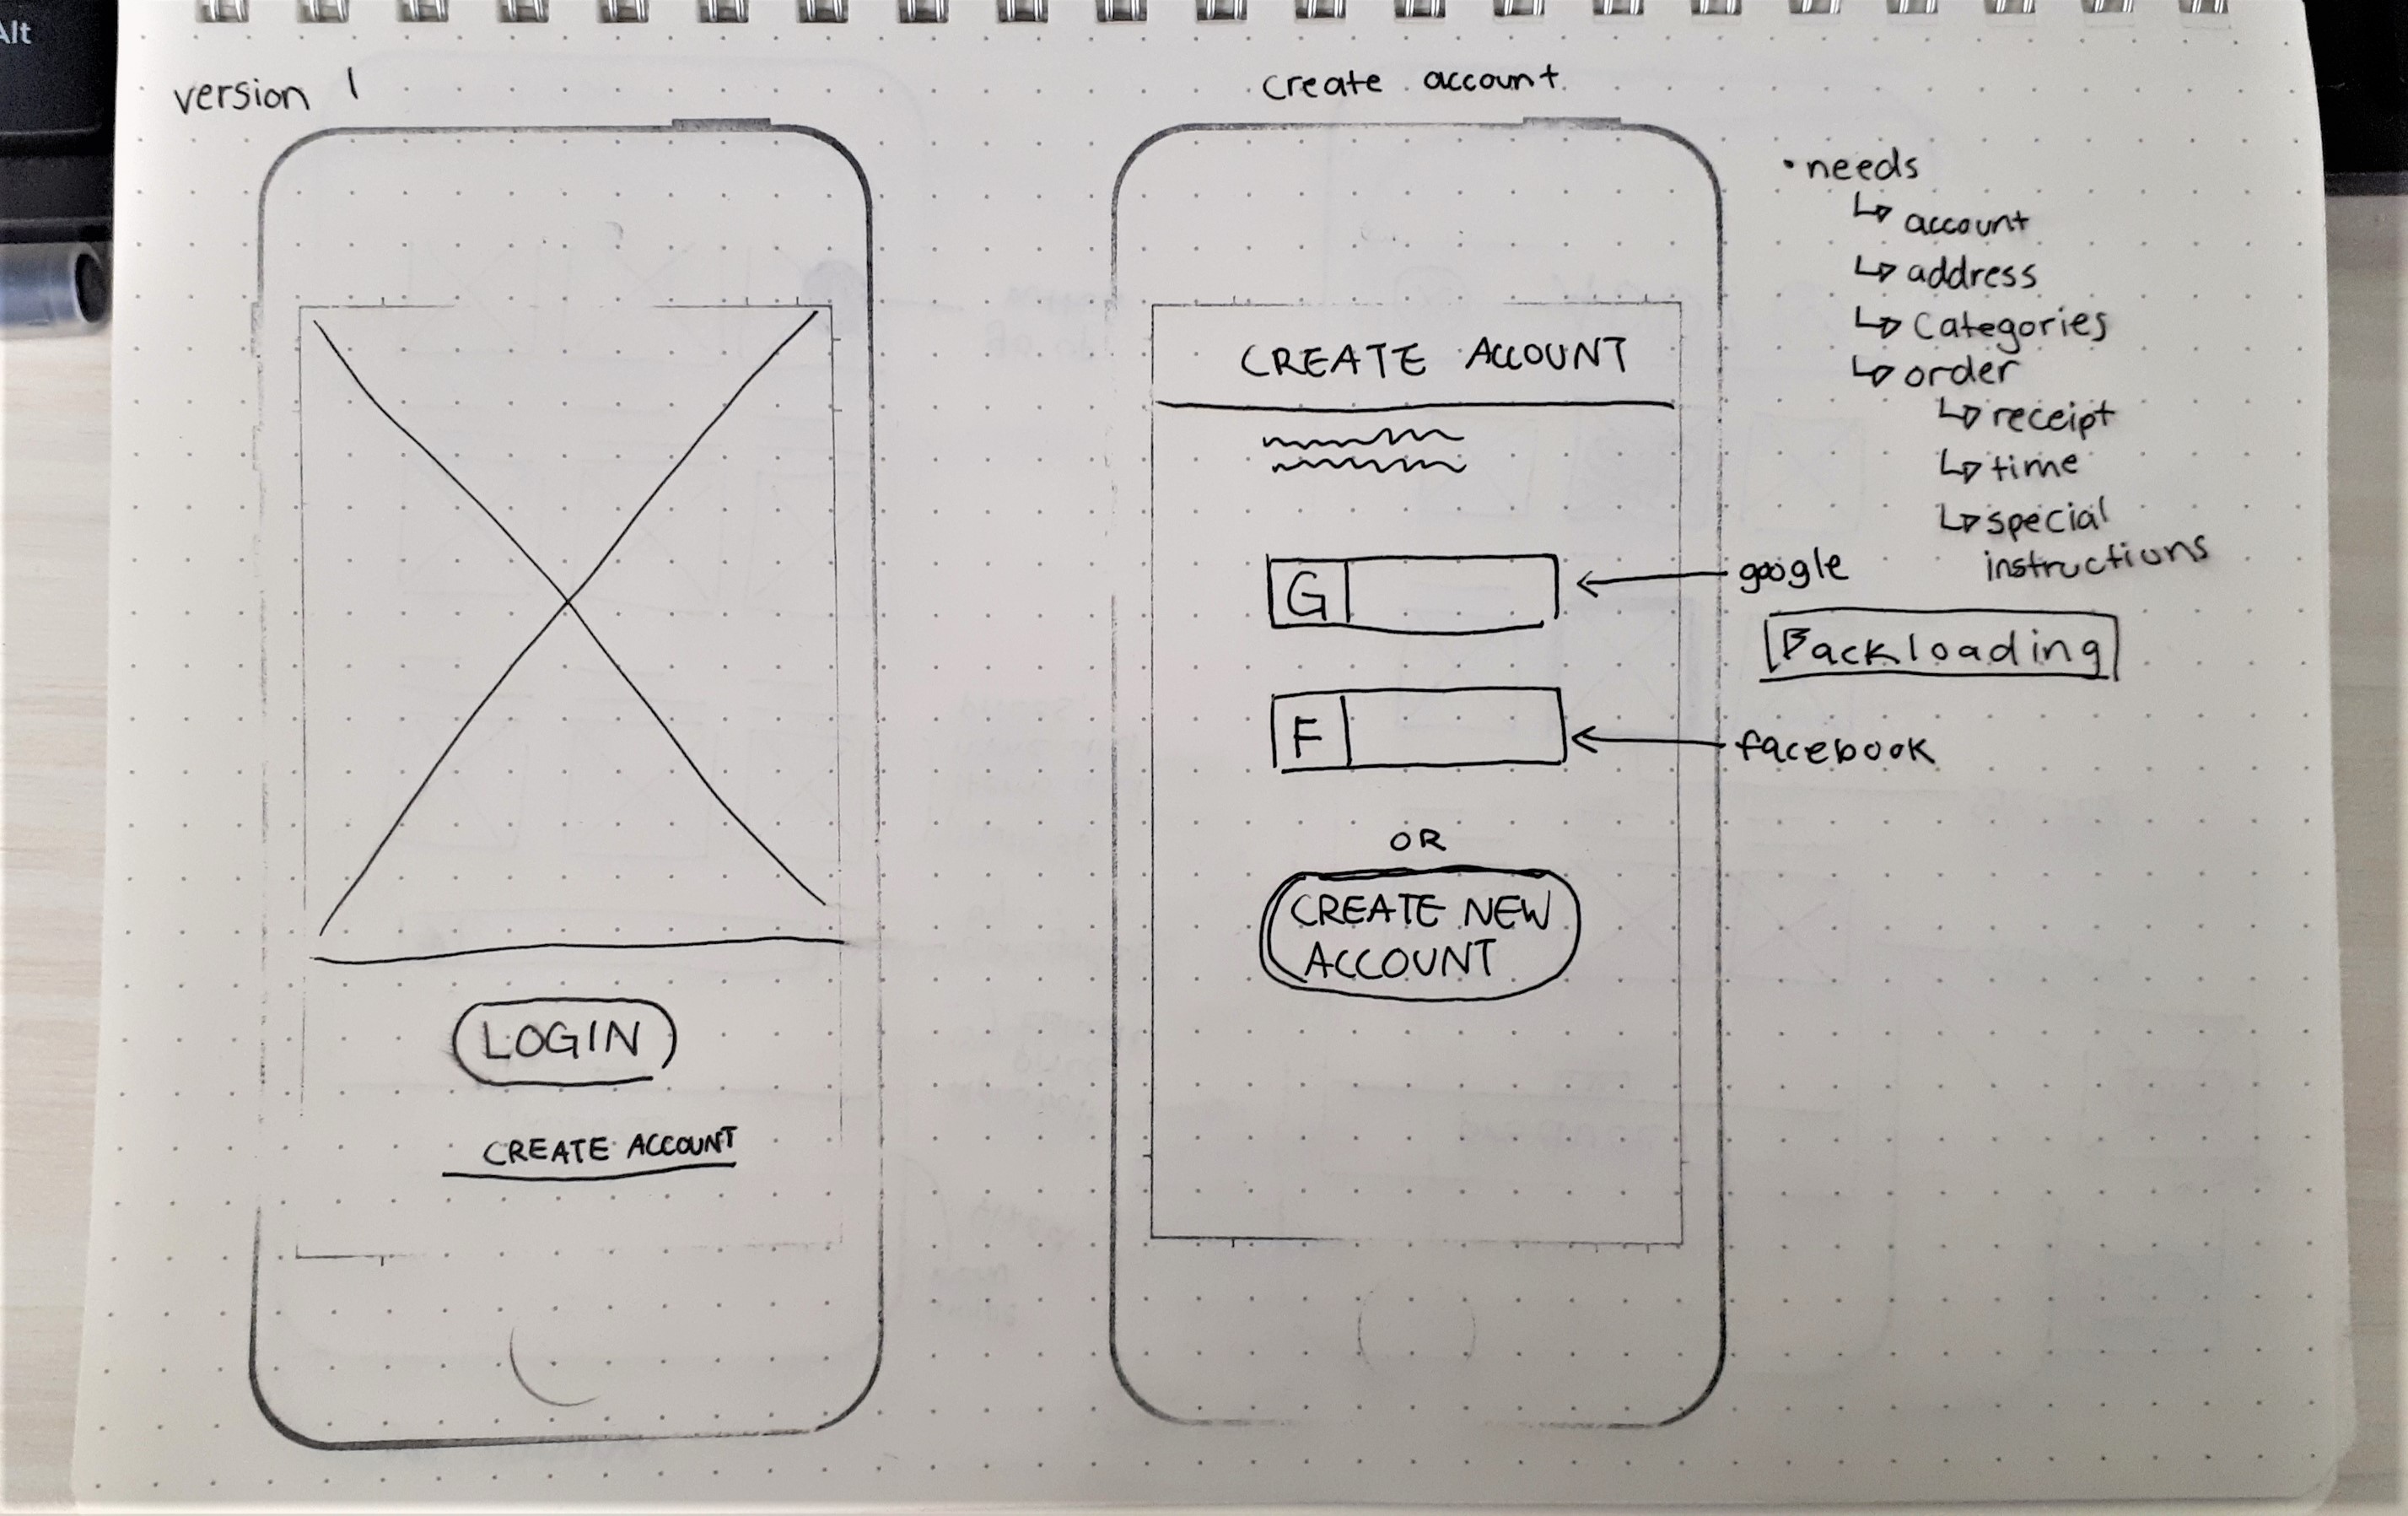 Alt
version 1
LOGIN
CREATE ACCOUNT
create account
CREATE ACCOUNT
G
google
F
facebook
OR
CREATE NEW
ACCOUNT
• needs
↳ account
↳ address
↳ Categories
↳ order
↳ receipt
↳ time
↳ special
instructions
Backloading